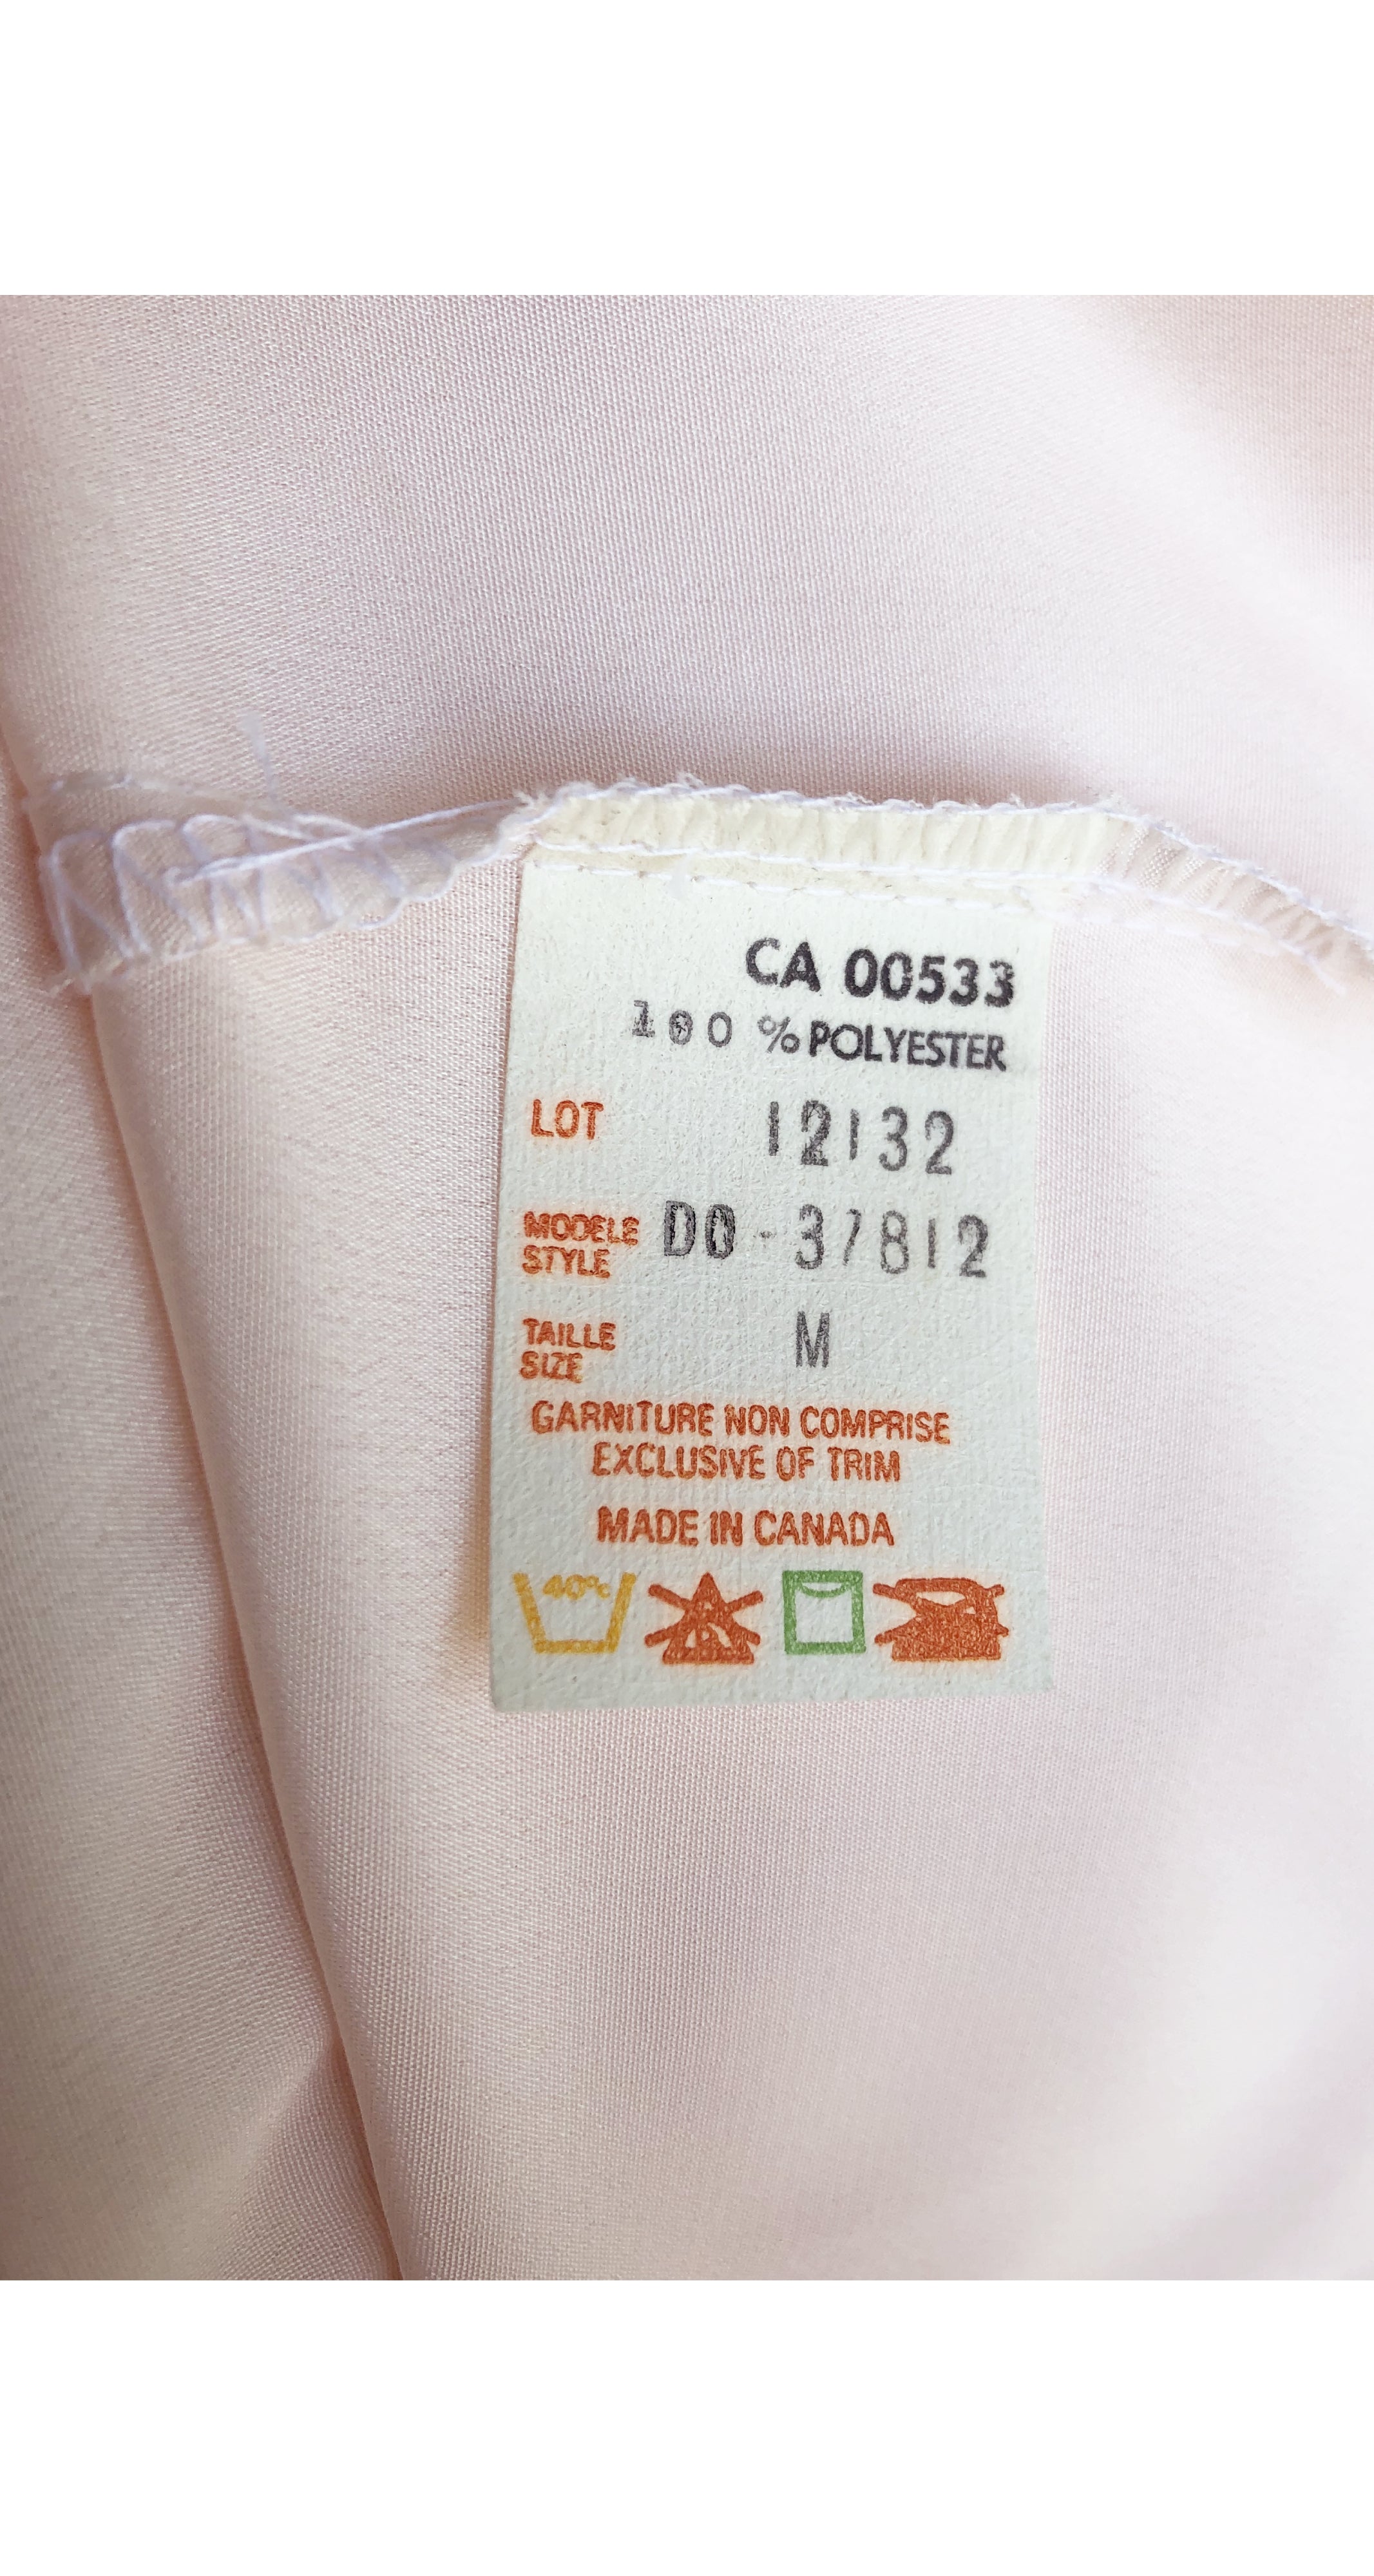 CA 00533
100 % POLYESTER
LOT 12132
MODELE
STYLE DO-37812
TAILLE
SIZE M
GARNITURE NON COMPRISE
EXCLUSIVE OF TRIM
MADE IN CANADA
40°C